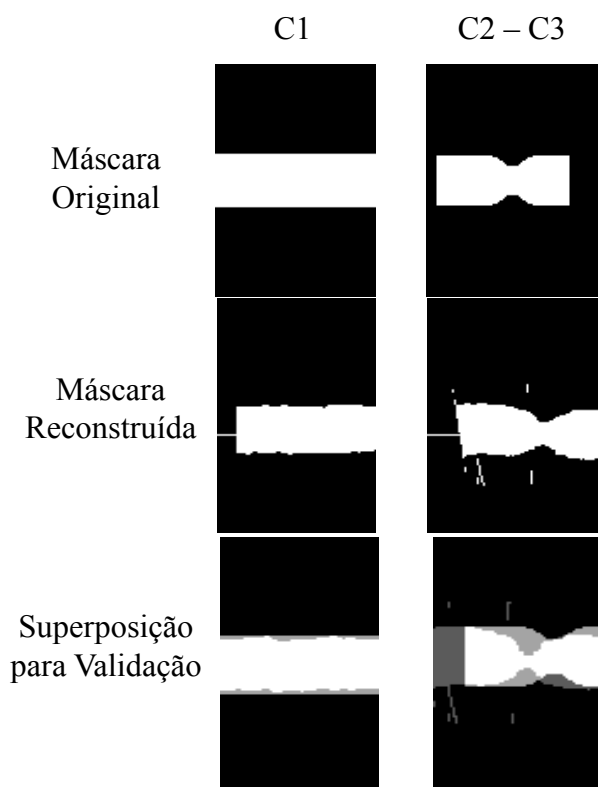 C1 C2 – C3
Máscara
Original
Máscara
Reconstruída
Superposição
para Validação